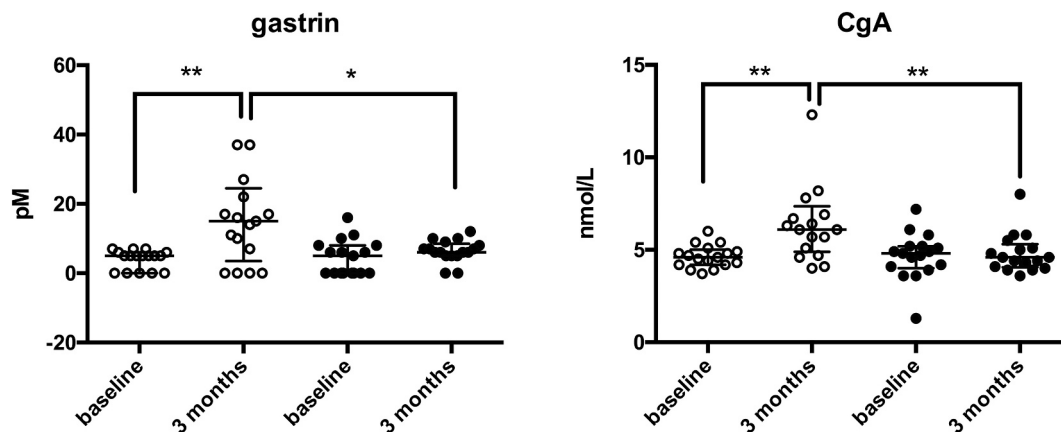 gastrin
CgA
60
40
20
0
-20
pM
**
*
baseline
3 months
baseline
3 months
15
10
5
0
nmol/L
**
**
baseline
3 months
baseline
3 months